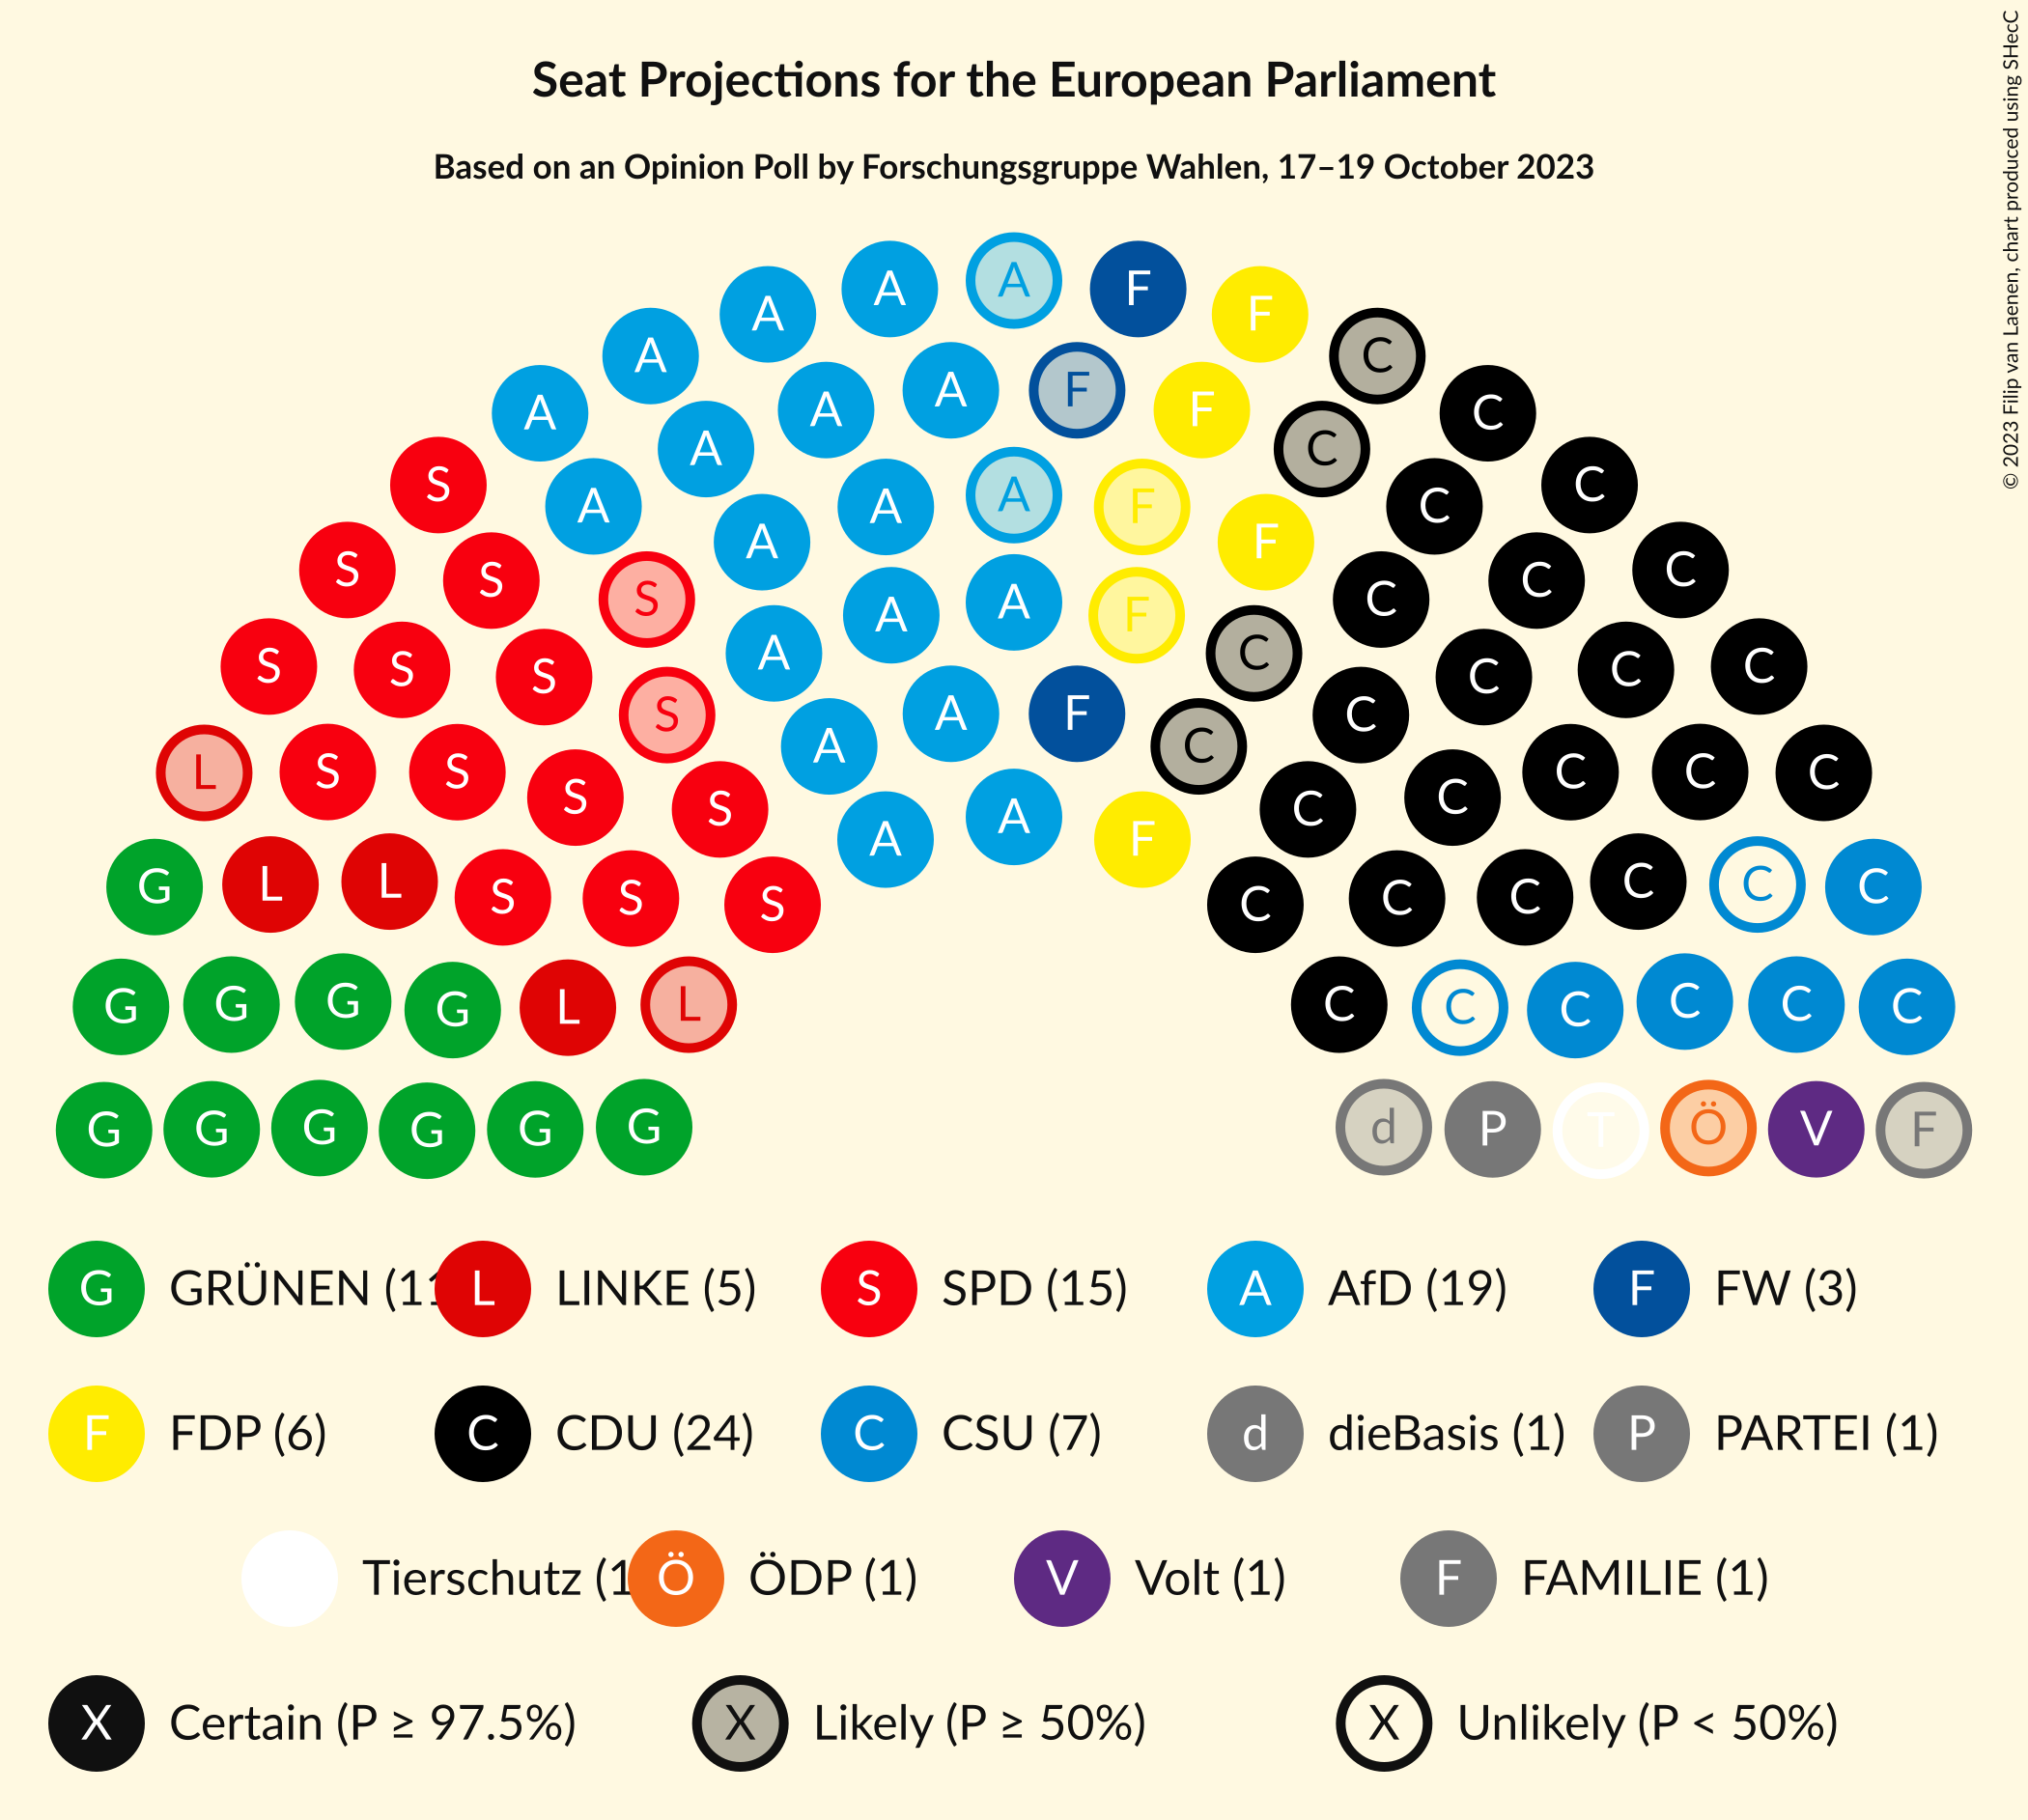 Seat Projections for the European Parliament
Based on an Opinion Poll by Forschungsgruppe Wahlen, 17–19 October 2023
© 2023 Filip van Laenen, chart produced using SHecC
A A A F F
A C
A A F F C
A A C
S A A A F F C C
S S S A A A F C C C
S S S S A A F C C C C C
L S S S S A C C C C C C
G L L S S S A A F C C C C C C
G G G G L L C C C C C C
G G G G G G d P T Ö V F
G GRÜNEN (11 L LINKE (5) S SPD (15) A AfD (19) F FW (3)
F FDP (6) C CDU (24) C CSU (7) d dieBasis (1) P PARTEI (1)
Tierschutz (1 Ö ÖDP (1) V Volt (1) F FAMILIE (1)
X Certain (P ≥ 97.5%) X Likely (P ≥ 50%) X Unlikely (P < 50%)